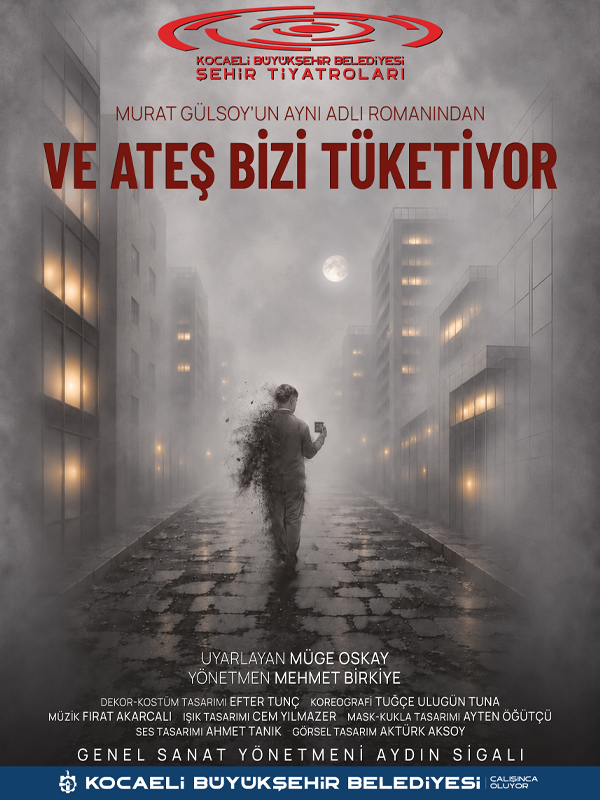 KOCAELİ BÜYÜKŞEHİR BELEDİYESİ
ŞEHİR TİYATROLARI
MURAT GÜLSOY'UN AYNI ADLI ROMANINDAN
VE ATEŞ BİZİ TÜKETİYOR
UYARLAYAN MÜGE OSKAY
YÖNETMEN MEHMET BİRKİYE
DEKOR-KOSTÜM TASARIMI EFTER TUNÇ KOREOGRAFİ TUĞÇE ULUGÜN TUNA
MÜZİK FIRAT AKARCALI IŞIK TASARIMI CEM YILMAZER MASK-KUKLA TASARIMI AYTEN ÖĞÜTÇÜ
SES TASARIMI AHMET TANIK GÖRSEL TASARIM AKTÜRK AKSOY
GENEL SANAT YÖNETMENİ AYDIN SİGALI
KOCAELİ BÜYÜKŞEHİR BELEDİYESİ ÇALIŞINCA
OLUYOR